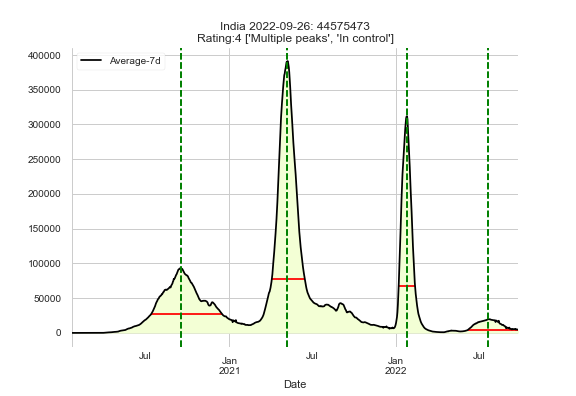 India 2022-09-26: 44575473
Rating:4 ['Multiple peaks', 'In control']
Average-7d
400000
350000
300000
250000
200000
150000
100000
50000
0
Jul
Jan
2021
Jul
Jan
2022
Jul
Date